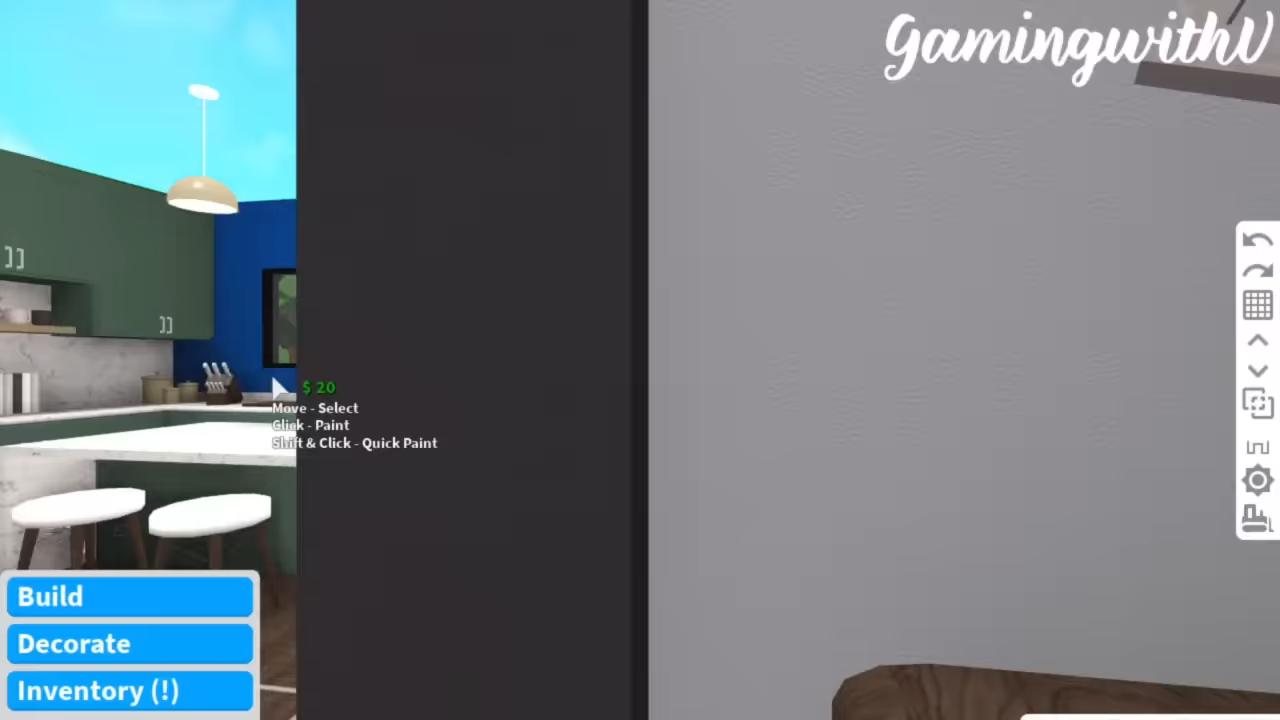 GamingwithV
$ 20
Move - Select
Click - Paint
Shift & Click - Quick Paint
Build
Decorate
Inventory (!)